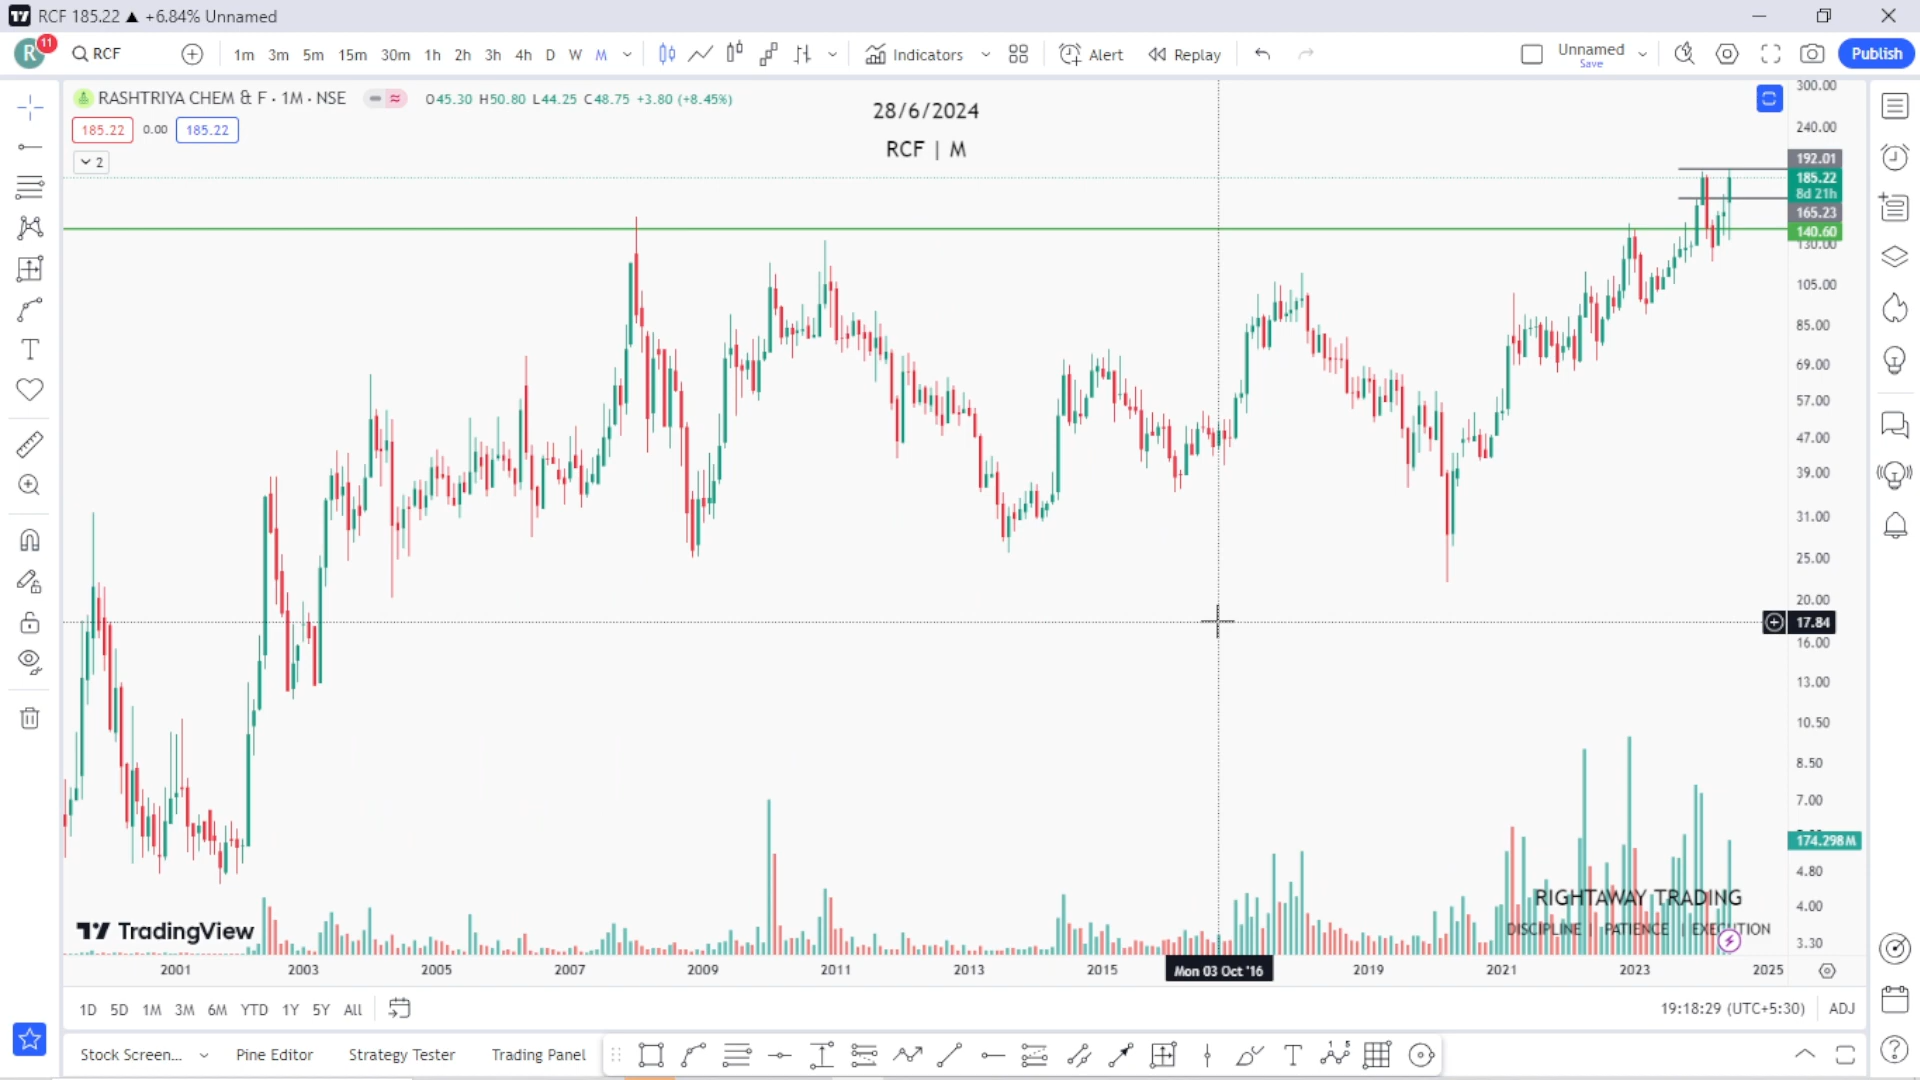 RCF 185.22 ▲ +6.84% Unnamed
R 11 RCF 1m 3m 5m 15m 30m 1h 2h 3h 4h D W M Indicators Alert Replay Unnamed Save Publish
RASHTRIYA CHEM & F · 1M · NSE O45.30 H50.80 L44.25 C48.75 +3.80 (+8.45%)
185.22 0.00 185.22
2
28/6/2024
RCF | M
300.00
240.00
192.01
185.22
8d 21h
165.23
140.60
130.00
105.00
85.00
69.00
57.00
47.00
39.00
31.00
25.00
20.00
17.84
16.00
13.00
10.50
8.50
7.00
174.298M
4.80
4.00
3.30
RIGHTAWAY TRADING
DISCIPLINE | PATIENCE | EXECUTION
TradingView
2001 2003 2005 2007 2009 2011 2013 2015 Mon 03 Oct '16 2019 2021 2023 2025
1D 5D 1M 3M 6M YTD 1Y 5Y All 19:18:29 (UTC+5:30) ADJ
Stock Screen... Pine Editor Strategy Tester Trading Panel